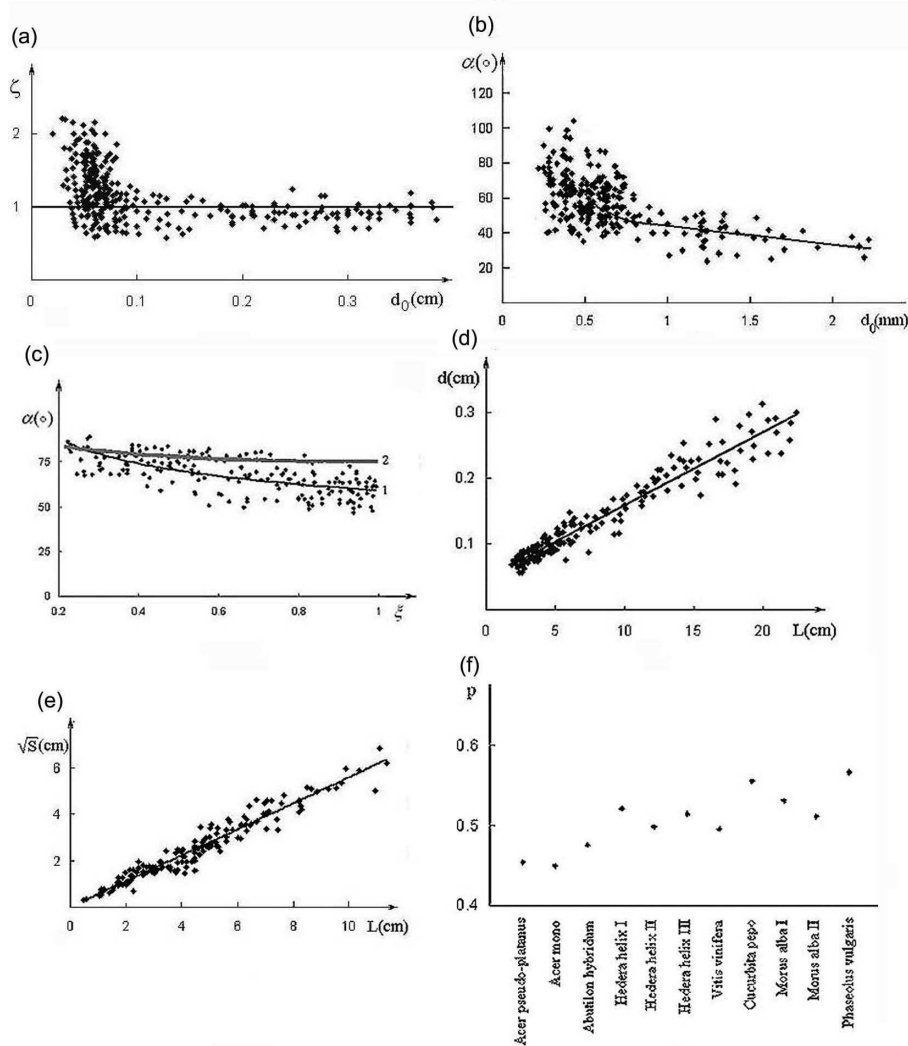 (a)
ζ
2
1
0
0.1
0.2
0.3
d0(cm)
(b)
α(○)
120
100
80
60
40
20
0
0.5
1
1.5
2
d0(mm)
(c)
α(○)
75
50
25
0
0.2
0.4
0.6
0.8
1
ξ
2
1
(d)
d(cm)
0.3
0.2
0.1
0
5
10
15
20
L(cm)
(e)
√S(cm)
6
4
2
0
2
4
6
8
10
L(cm)
(f)
p
0.6
0.5
0.4
Acer pseudo-platanus
Acer mono
Abutilon hybridum
Hedera helix I
Hedera helix II
Hedera helix III
Vitis vinifera
Cucurbita pepo
Morus alba I
Morus alba II
Phaseolus vulgaris